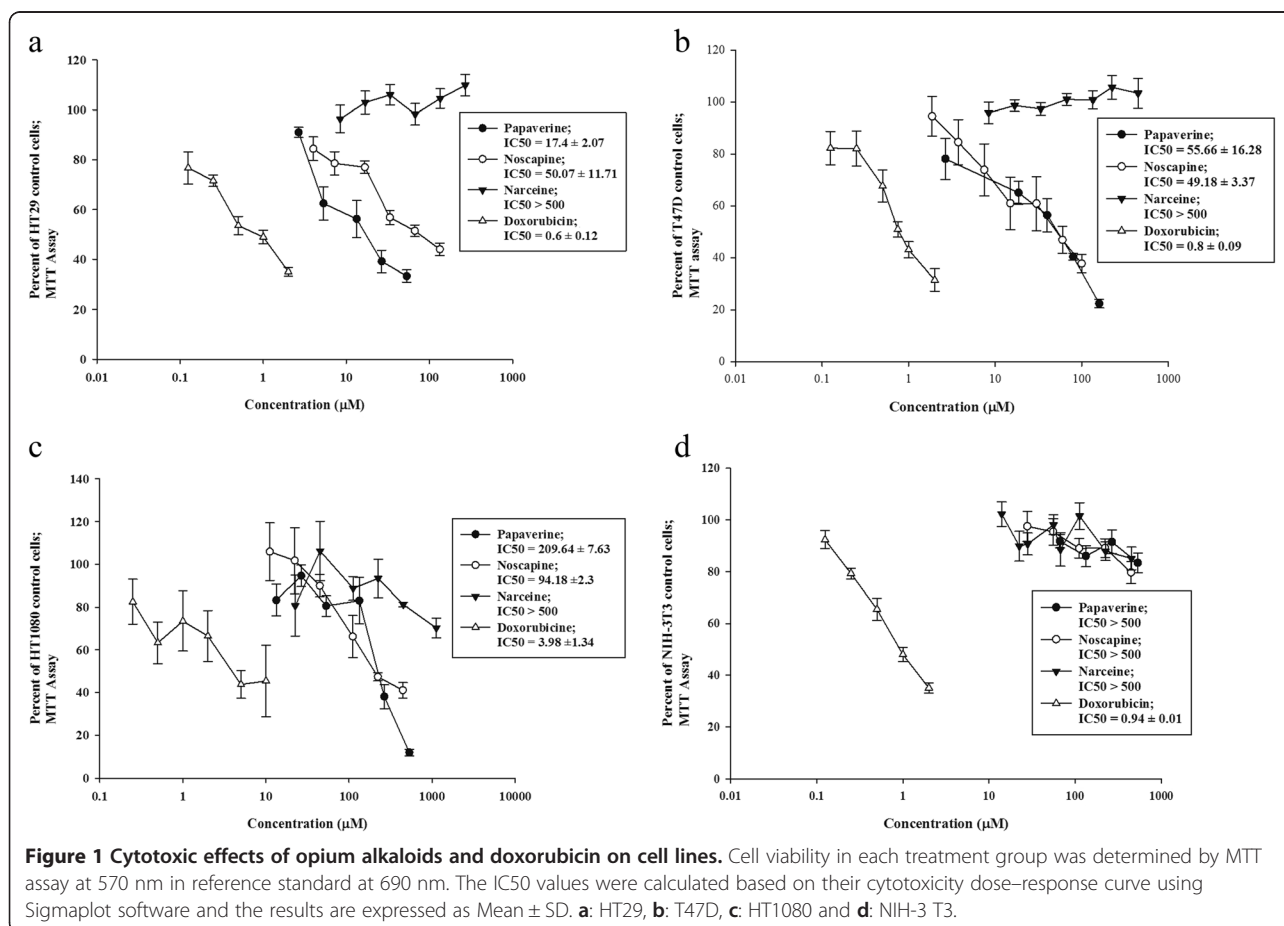 a
120
100
80
60
40
20
0
0.01 0.1 1 10 100 1000
Percent of HT29 control cells;
MTT Assay
Concentration (µM)
Papaverine;
IC50 = 17.4 ± 2.07
Noscapine;
IC50 = 50.07 ± 11.71
Narceine;
IC50 > 500
Doxorubicin;
IC50 = 0.6 ± 0.12
b
120
100
80
60
40
20
0
0.01 0.1 1 10 100 1000
Percent of T47D control cells;
MTT assay
Concentration (µM)
Papaverine;
IC50 = 55.66 ± 16.28
Noscapine;
IC50 = 49.18 ± 3.37
Narceine;
IC50 > 500
Doxorubicin;
IC50 = 0.8 ± 0.09
c
140
120
100
80
60
40
20
0
0.1 1 10 100 1000 10000
Percent of HT1080 control cells;
MTT Assay
Concentration (µM)
Papaverine;
IC50 = 209.64 ± 7.63
Noscapine;
IC50 = 94.18 ±2.3
Narceine;
IC50 > 500
Doxorubicine;
IC50 = 3.98 ±1.34
d
120
100
80
60
40
20
0
0.01 0.1 1 10 100 1000
Percent of NIH-3T3 control cells;
MTT Assay
Concentration (µM)
Papaverine;
IC50 > 500
Noscapine;
IC50 > 500
Narceine;
IC50 > 500
Doxorubicin;
IC50 = 0.94 ± 0.01
Figure 1 Cytotoxic effects of opium alkaloids and doxorubicin on cell lines. Cell viability in each treatment group was determined by MTT
assay at 570 nm in reference standard at 690 nm. The IC50 values were calculated based on their cytotoxicity dose–response curve using
Sigmaplot software and the results are expressed as Mean ± SD. a: HT29, b: T47D, c: HT1080 and d: NIH-3 T3.